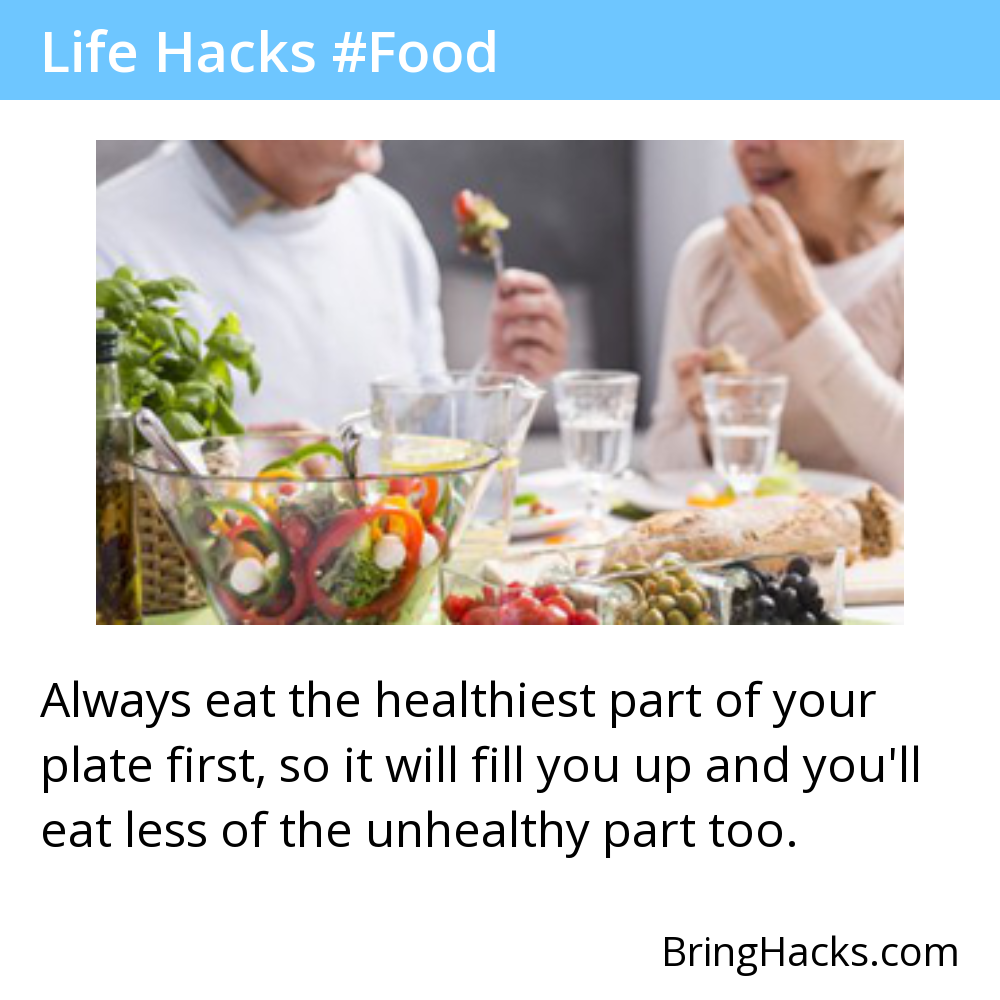 Life Hacks #Food
Always eat the healthiest part of your
plate first, so it will fill you up and you'll
eat less of the unhealthy part too.
BringHacks.com